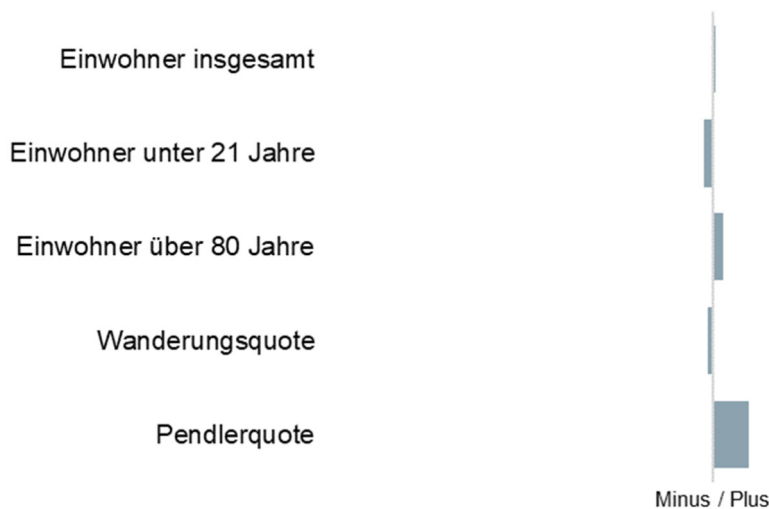 Einwohner insgesamt
Einwohner unter 21 Jahre
Einwohner über 80 Jahre
Wanderungsquote
Pendlerquote
Minus / Plus